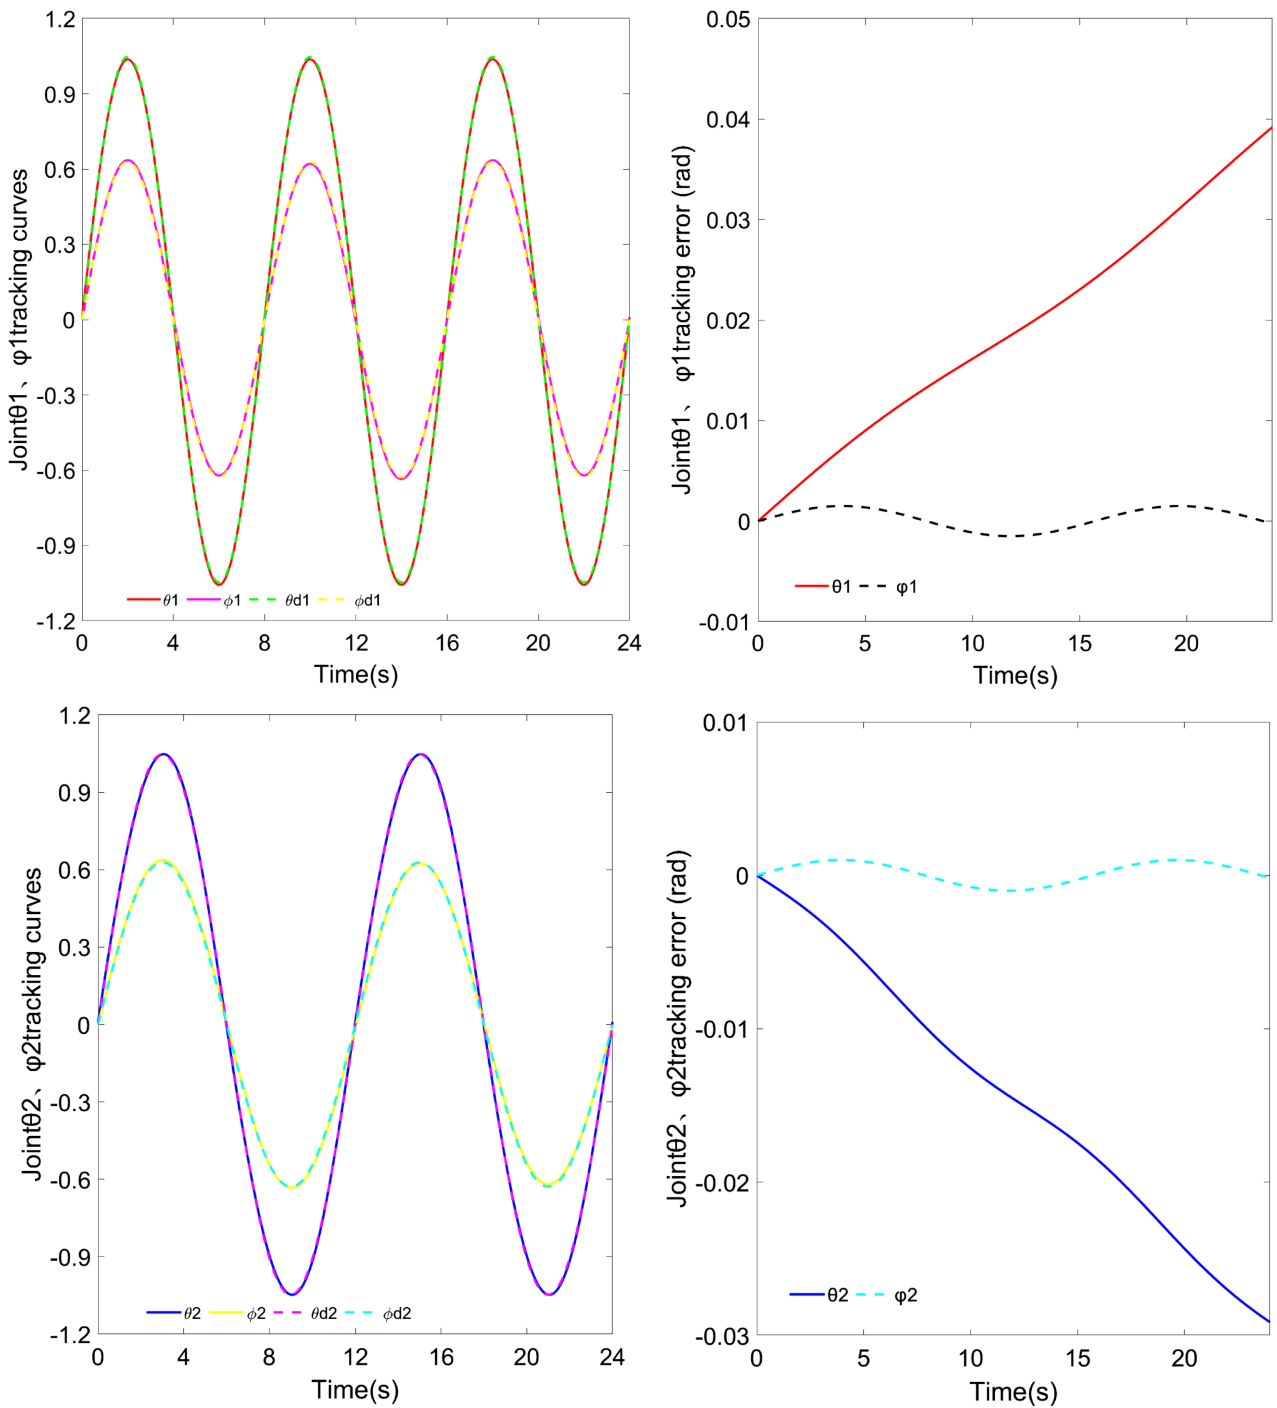 Jointθ1、 φ1tracking curves
1.2
0.9
0.6
0.3
0
-0.3
-0.6
-0.9
-1.2
θ1 ϕ1 θd1 ϕd1
0 4 8 12 16 20 24
Time(s)
Jointθ1、 φ1tracking error (rad)
0.05
0.04
0.03
0.02
0.01
0
-0.01
θ1 φ1
0 5 10 15 20
Time(s)
Jointθ2、 φ2tracking curves
1.2
0.9
0.6
0.3
0
-0.3
-0.6
-0.9
-1.2
θ2 ϕ2 θd2 ϕd2
0 4 8 12 16 20 24
Time(s)
Jointθ2、 φ2tracking error (rad)
0.01
0
-0.01
-0.02
-0.03
θ2 φ2
0 5 10 15 20
Time(s)